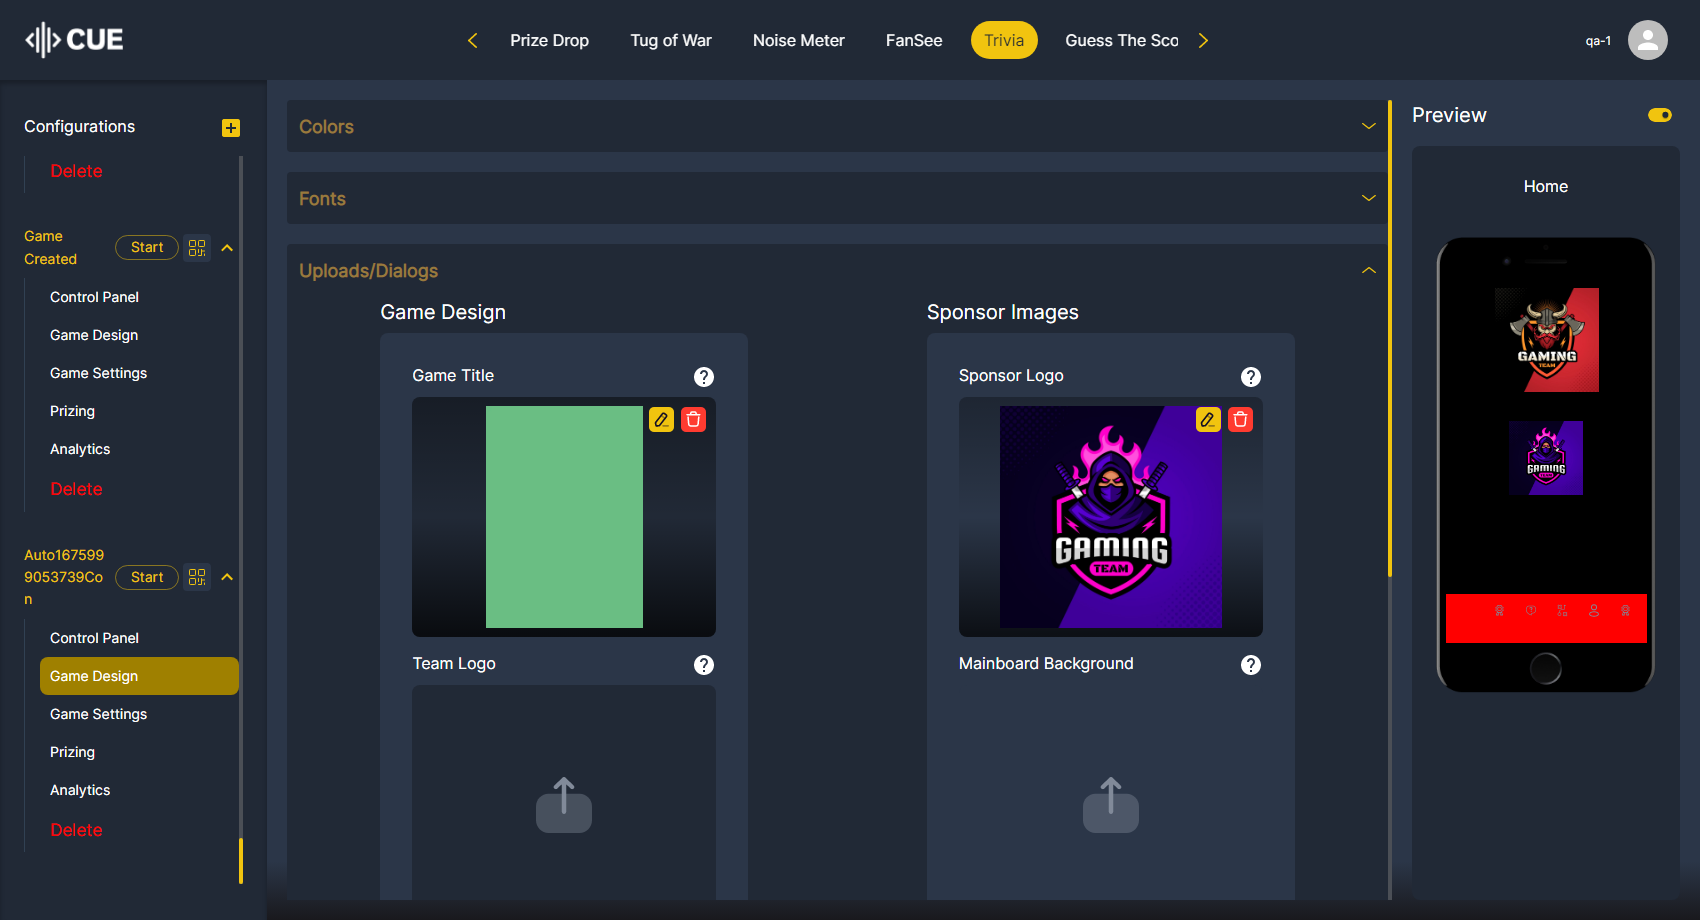 CUE
Prize Drop
Tug of War
Noise Meter
FanSee
Trivia
Guess The Sco
qa-1
Configurations
Delete
Game
Created
Start
Control Panel
Game Design
Game Settings
Prizing
Analytics
Delete
Auto167599
9053739Co
n
Start
Control Panel
Game Design
Game Settings
Prizing
Analytics
Delete
Colors
Fonts
Uploads/Dialogs
Game Design
Game Title
Team Logo
Sponsor Images
Sponsor Logo
GAMING
TEAM
Mainboard Background
Preview
Home
GAMING
TEAM
GAMING
TEAM